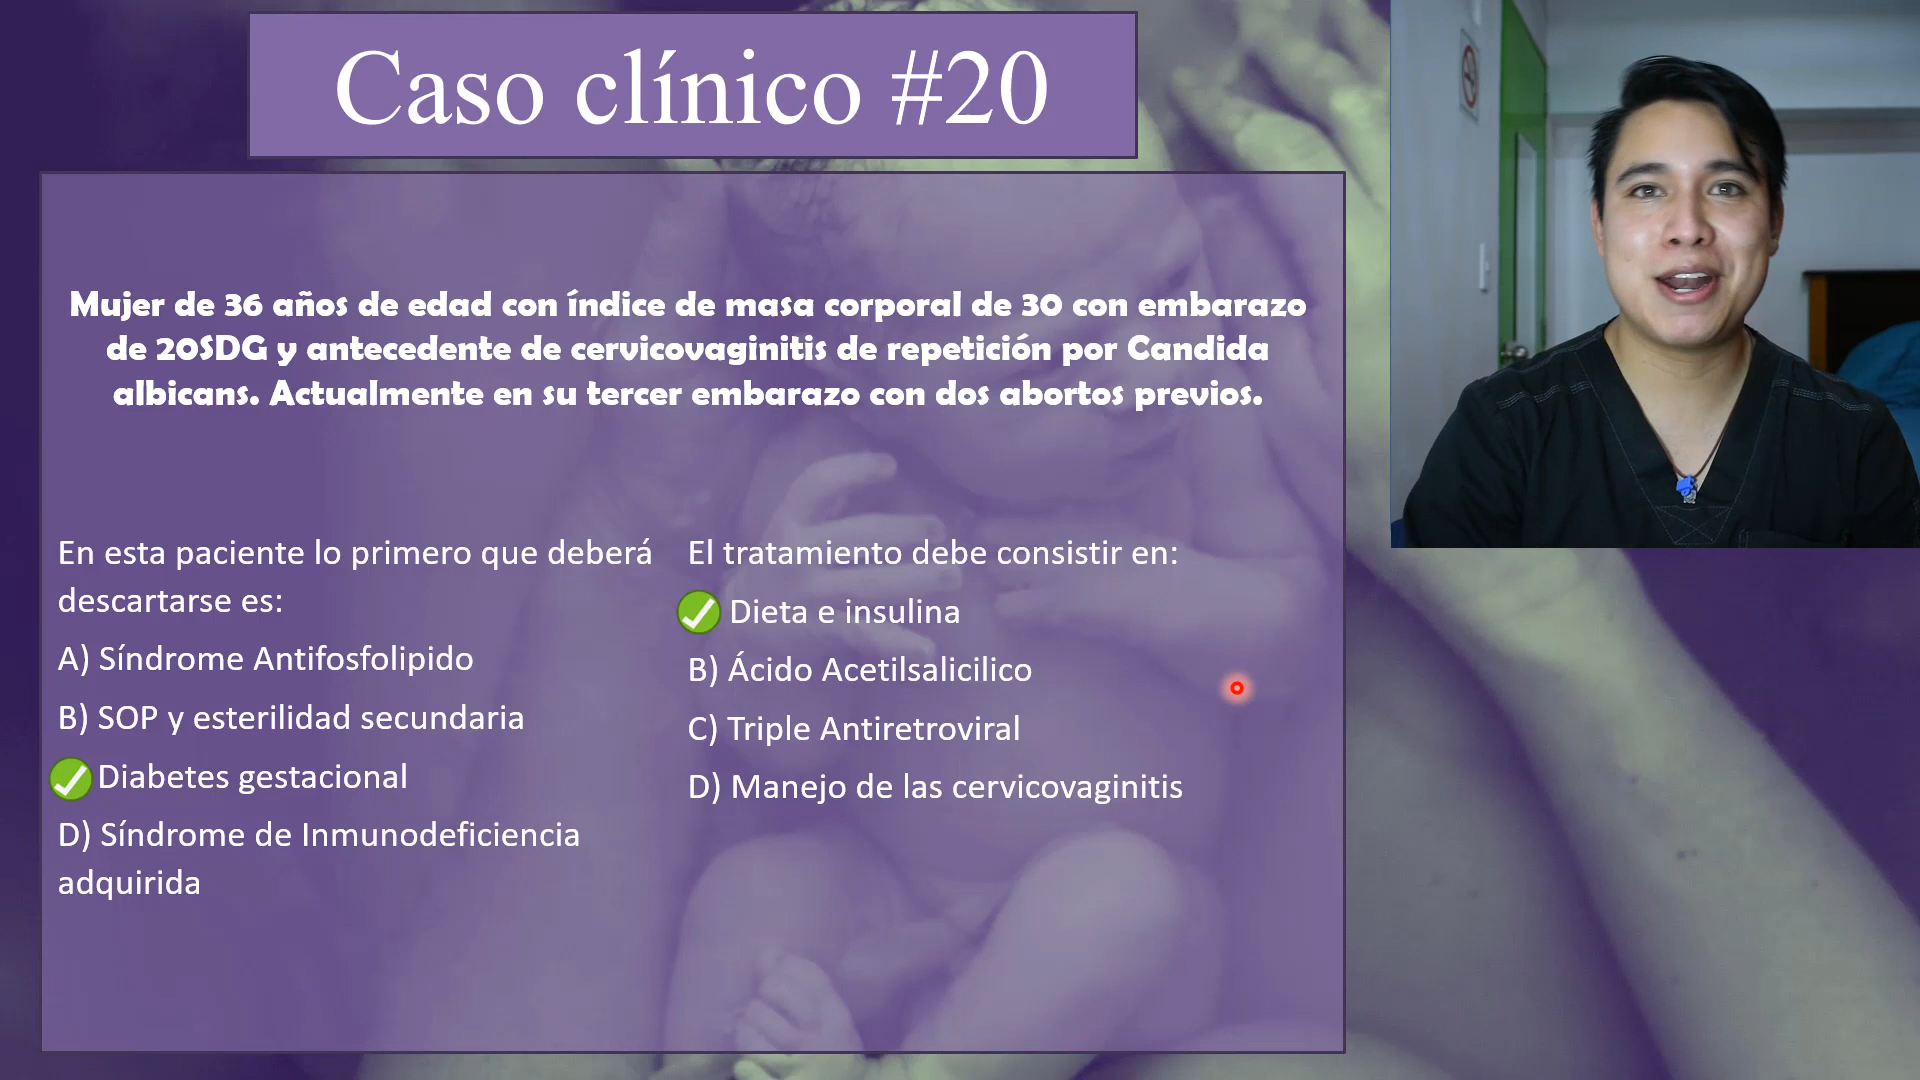 Caso clínico #20
Mujer de 36 años de edad con índice de masa corporal de 30 con embarazo
de 20SDG y antecedente de cervicovaginitis de repetición por Candida
albicans. Actualmente en su tercer embarazo con dos abortos previos.
En esta paciente lo primero que deberá
descartarse es:
A) Síndrome Antifosfolipido
B) SOP y esterilidad secundaria
Diabetes gestacional
D) Síndrome de Inmunodeficiencia
adquirida
El tratamiento debe consistir en:
Dieta e insulina
B) Ácido Acetilsalicilico
C) Triple Antiretroviral
D) Manejo de las cervicovaginitis